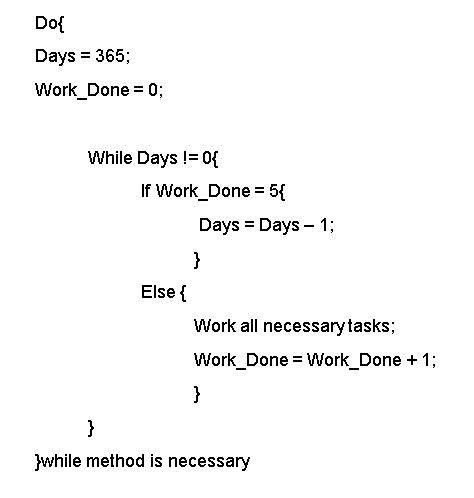 Do{
Days = 365;
Work_Done = 0;
While Days != 0{
If Work_Done = 5{
Days = Days – 1;
}
Else {
Work all necessary tasks;
Work_Done = Work_Done + 1;
}
}
}while method is necessary